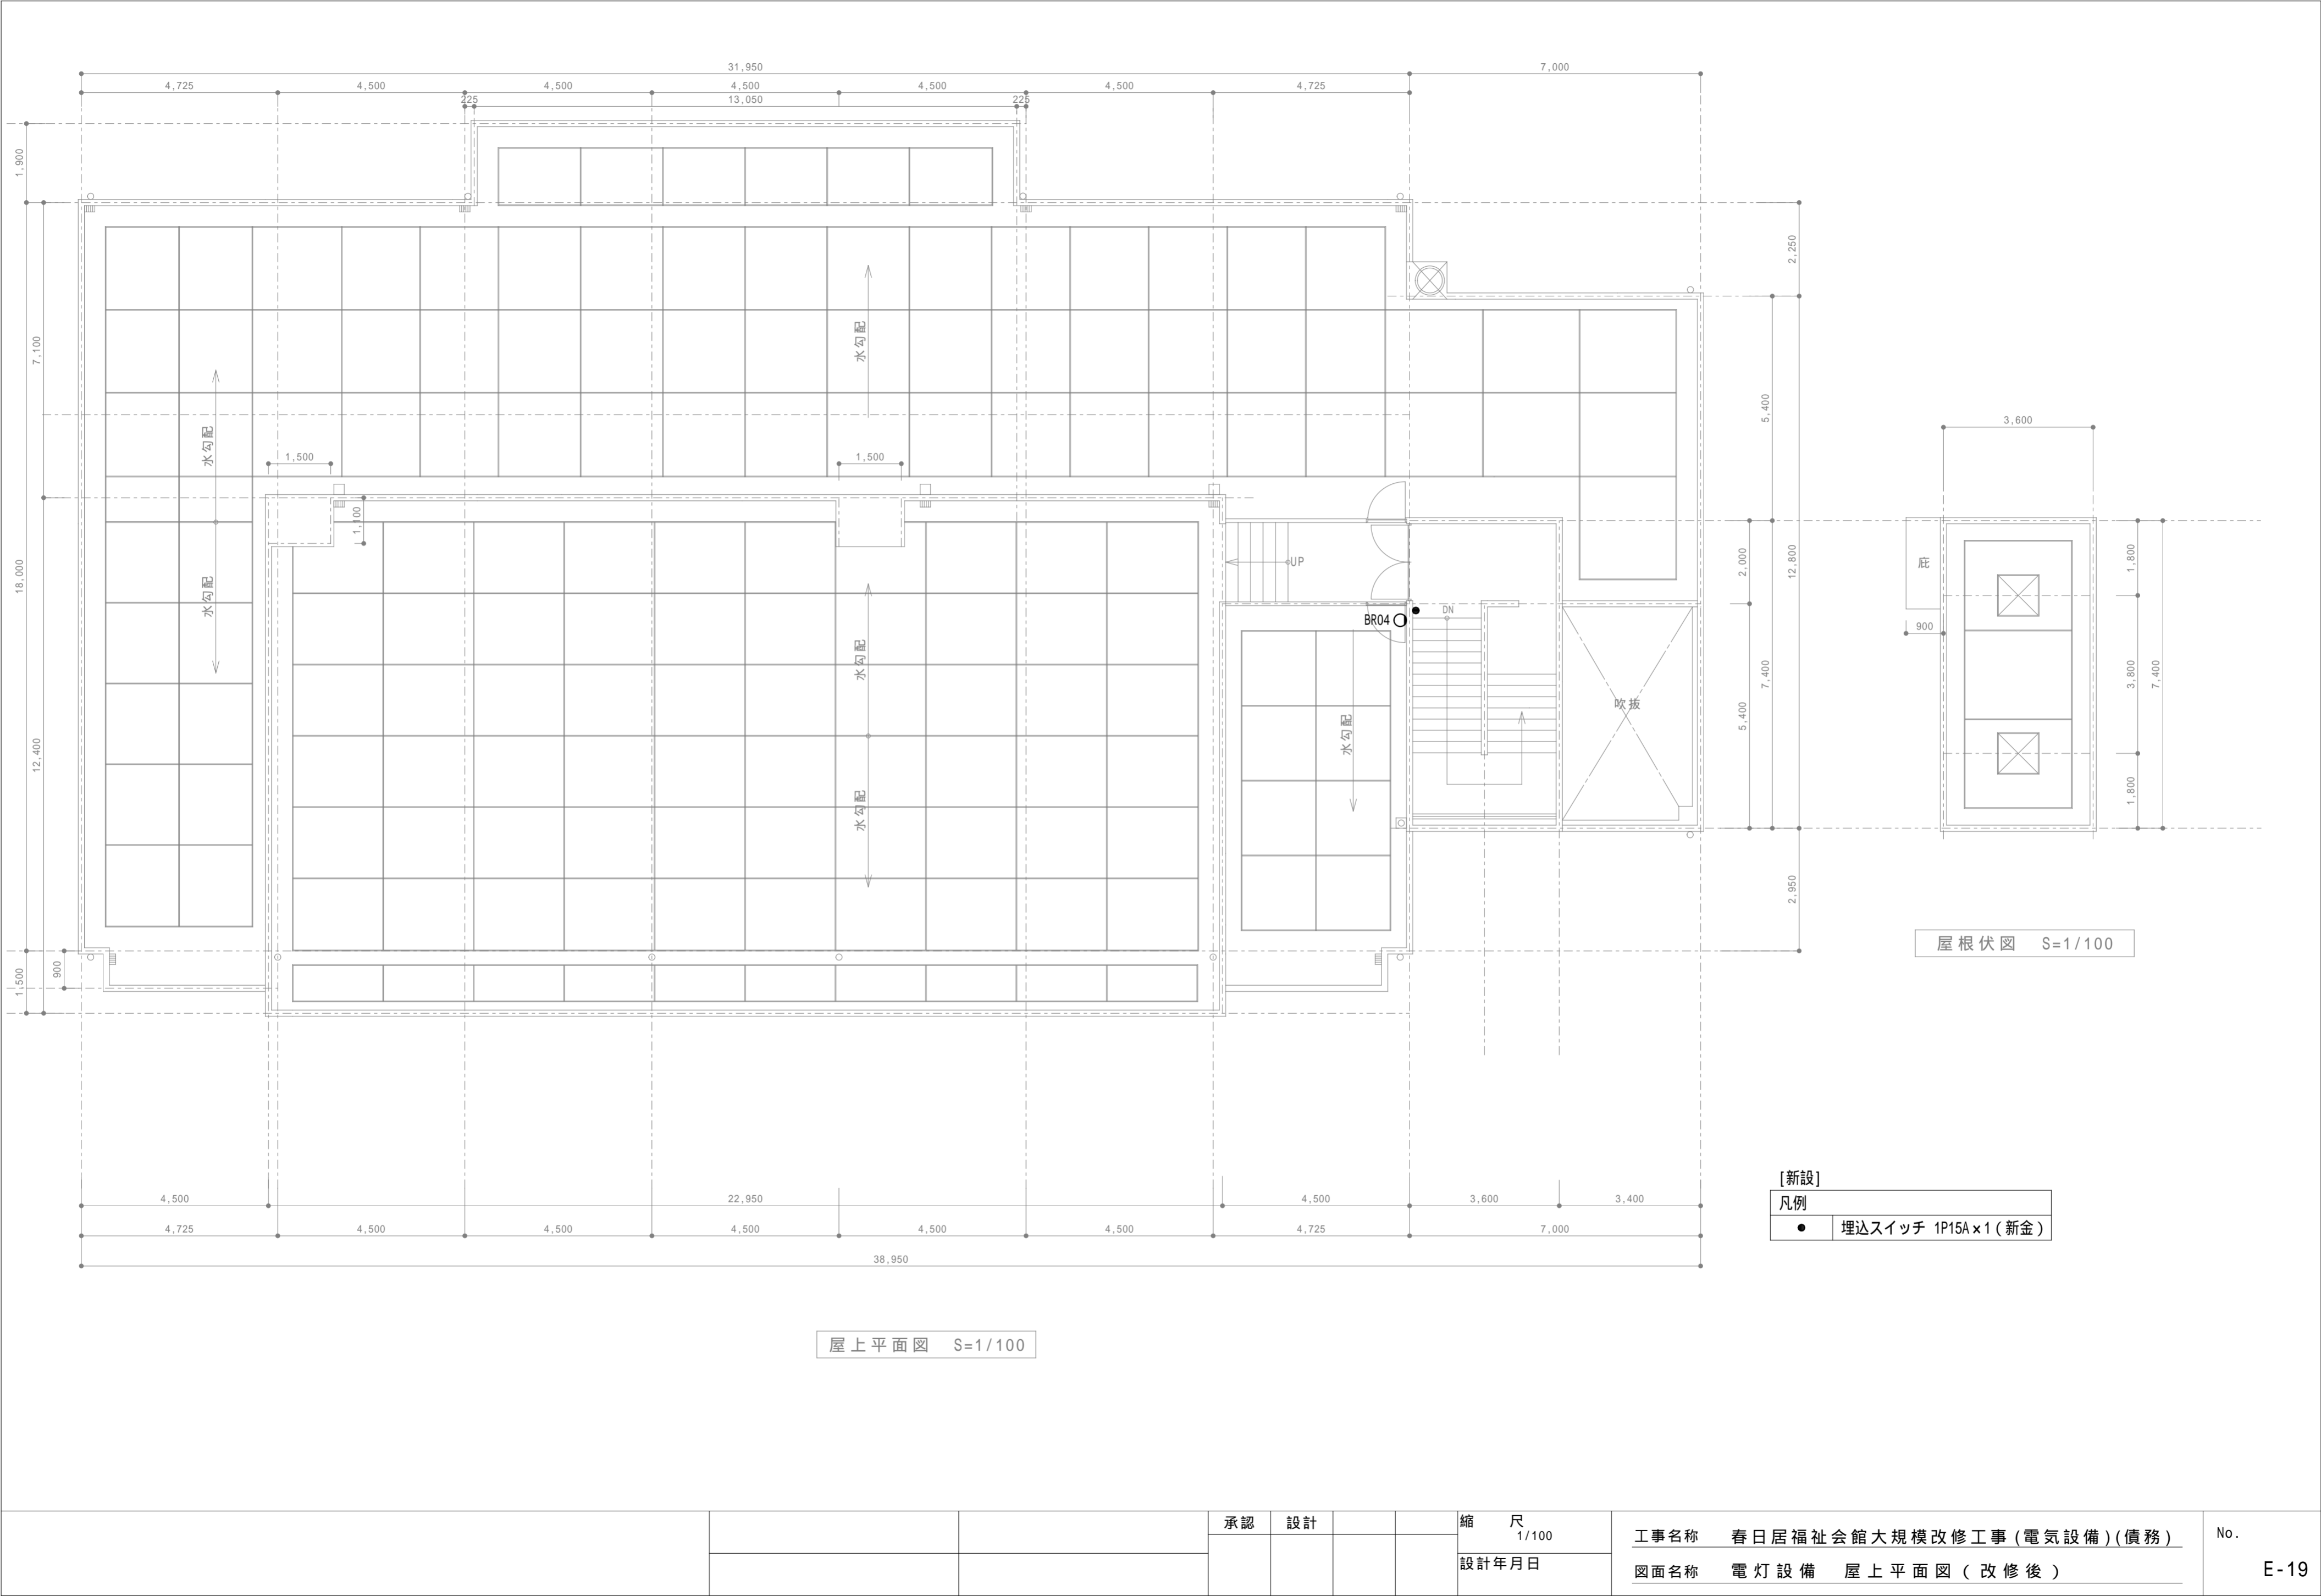 31,950 7,000
4,725 4,500 4,500 4,500 4,500 4,500 4,725
225 13,050 225
1,900
2,250
水勾配
7,100
5,400
3,600
水勾配
1,500 1,500
1,100
18,000
UP
2,000
12,800
庇
1,800
水勾配
BR04 DN
900
水勾配
7,400
3,800
7,400
吹抜
5,400
水勾配
12,400
水勾配
1,800
2,950
屋根伏図 S=1/100
900
1,500
[新設]
凡例
● 埋込スイッチ 1P15A×1(新金)
4,500 22,950 4,500 3,600 3,400
4,725 4,500 4,500 4,500 4,500 4,500 4,725 7,000
38,950
屋上平面図 S=1/100
承認 設計
縮 尺
1/100
設計年月日
工事名称 春日居福祉会館大規模改修工事(電気設備)(債務)
図面名称 電灯設備 屋上平面図(改修後)
No.
E-19